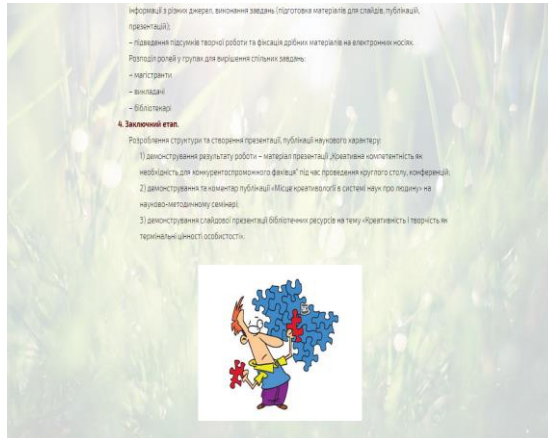 інформації з різних джерел, виконання завдань (підготовка матеріалів для слайдів, публікацій,
презентацій);
– підведення підсумків творчої роботи та фіксація дрібних матеріалів на електронних носіях.
Розподіл ролей у групах для вирішення спільних завдань:
– магістранти
– викладачі
– бібліотекарі
4. Заключний етап.
Розроблення структури та створення презентації, публікації наукового характеру:
1) демонстрування результату роботи – матеріал презентації „Креативна компетентність як
необхідність для конкурентоспроможного фахівця" під час проведення круглого столу, конференцій;
2) демонстрування та коментар публікації «Місце креативології в системі наук про людину» на
науково-методичному семінарі;
3) демонстрування слайдової презентації бібліотечних ресурсів на тему «Креативність і творчість як
термінальні цінності особистості».